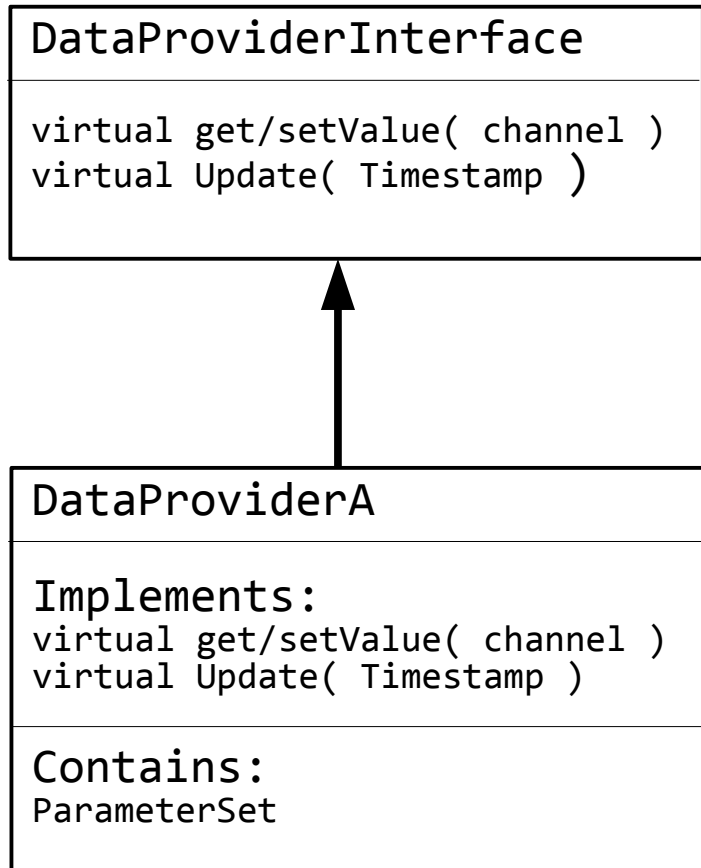 DataProviderInterface
virtual get/setValue( channel )
virtual Update( Timestamp )
DataProviderA
Implements:
virtual get/setValue( channel )
virtual Update( Timestamp )
Contains:
ParameterSet